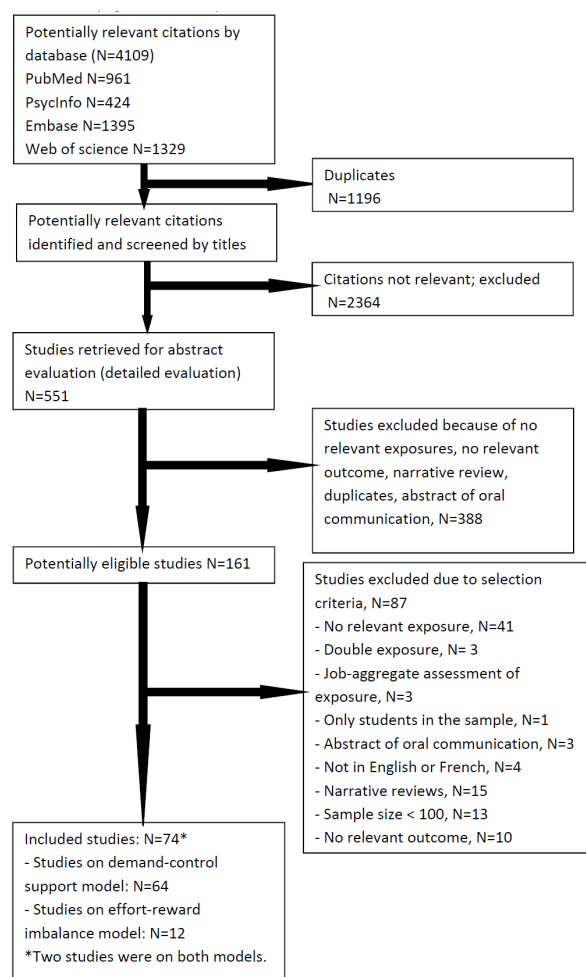 Potentially relevant citations by
database (N=4109)
PubMed N=961
PsycInfo N=424
Embase N=1395
Web of science N=1329
Duplicates
N=1196
Potentially relevant citations
identified and screened by titles
Citations not relevant; excluded
N=2364
Studies retrieved for abstract
evaluation (detailed evaluation)
N=551
Studies excluded because of no
relevant exposures, no relevant
outcome, narrative review,
duplicates, abstract of oral
communication, N=388
Potentially eligible studies N=161
Studies excluded due to selection
criteria, N=87
- No relevant exposure, N=41
- Double exposure, N= 3
- Job-aggregate assessment of
exposure, N=3
- Only students in the sample, N=1
- Abstract of oral communication, N=3
- Not in English or French, N=4
- Narrative reviews, N=15
- Sample size < 100, N=13
- No relevant outcome, N=10
Included studies: N=74*
- Studies on demand-control
support model: N=64
- Studies on effort-reward
imbalance model: N=12
*Two studies were on both models.